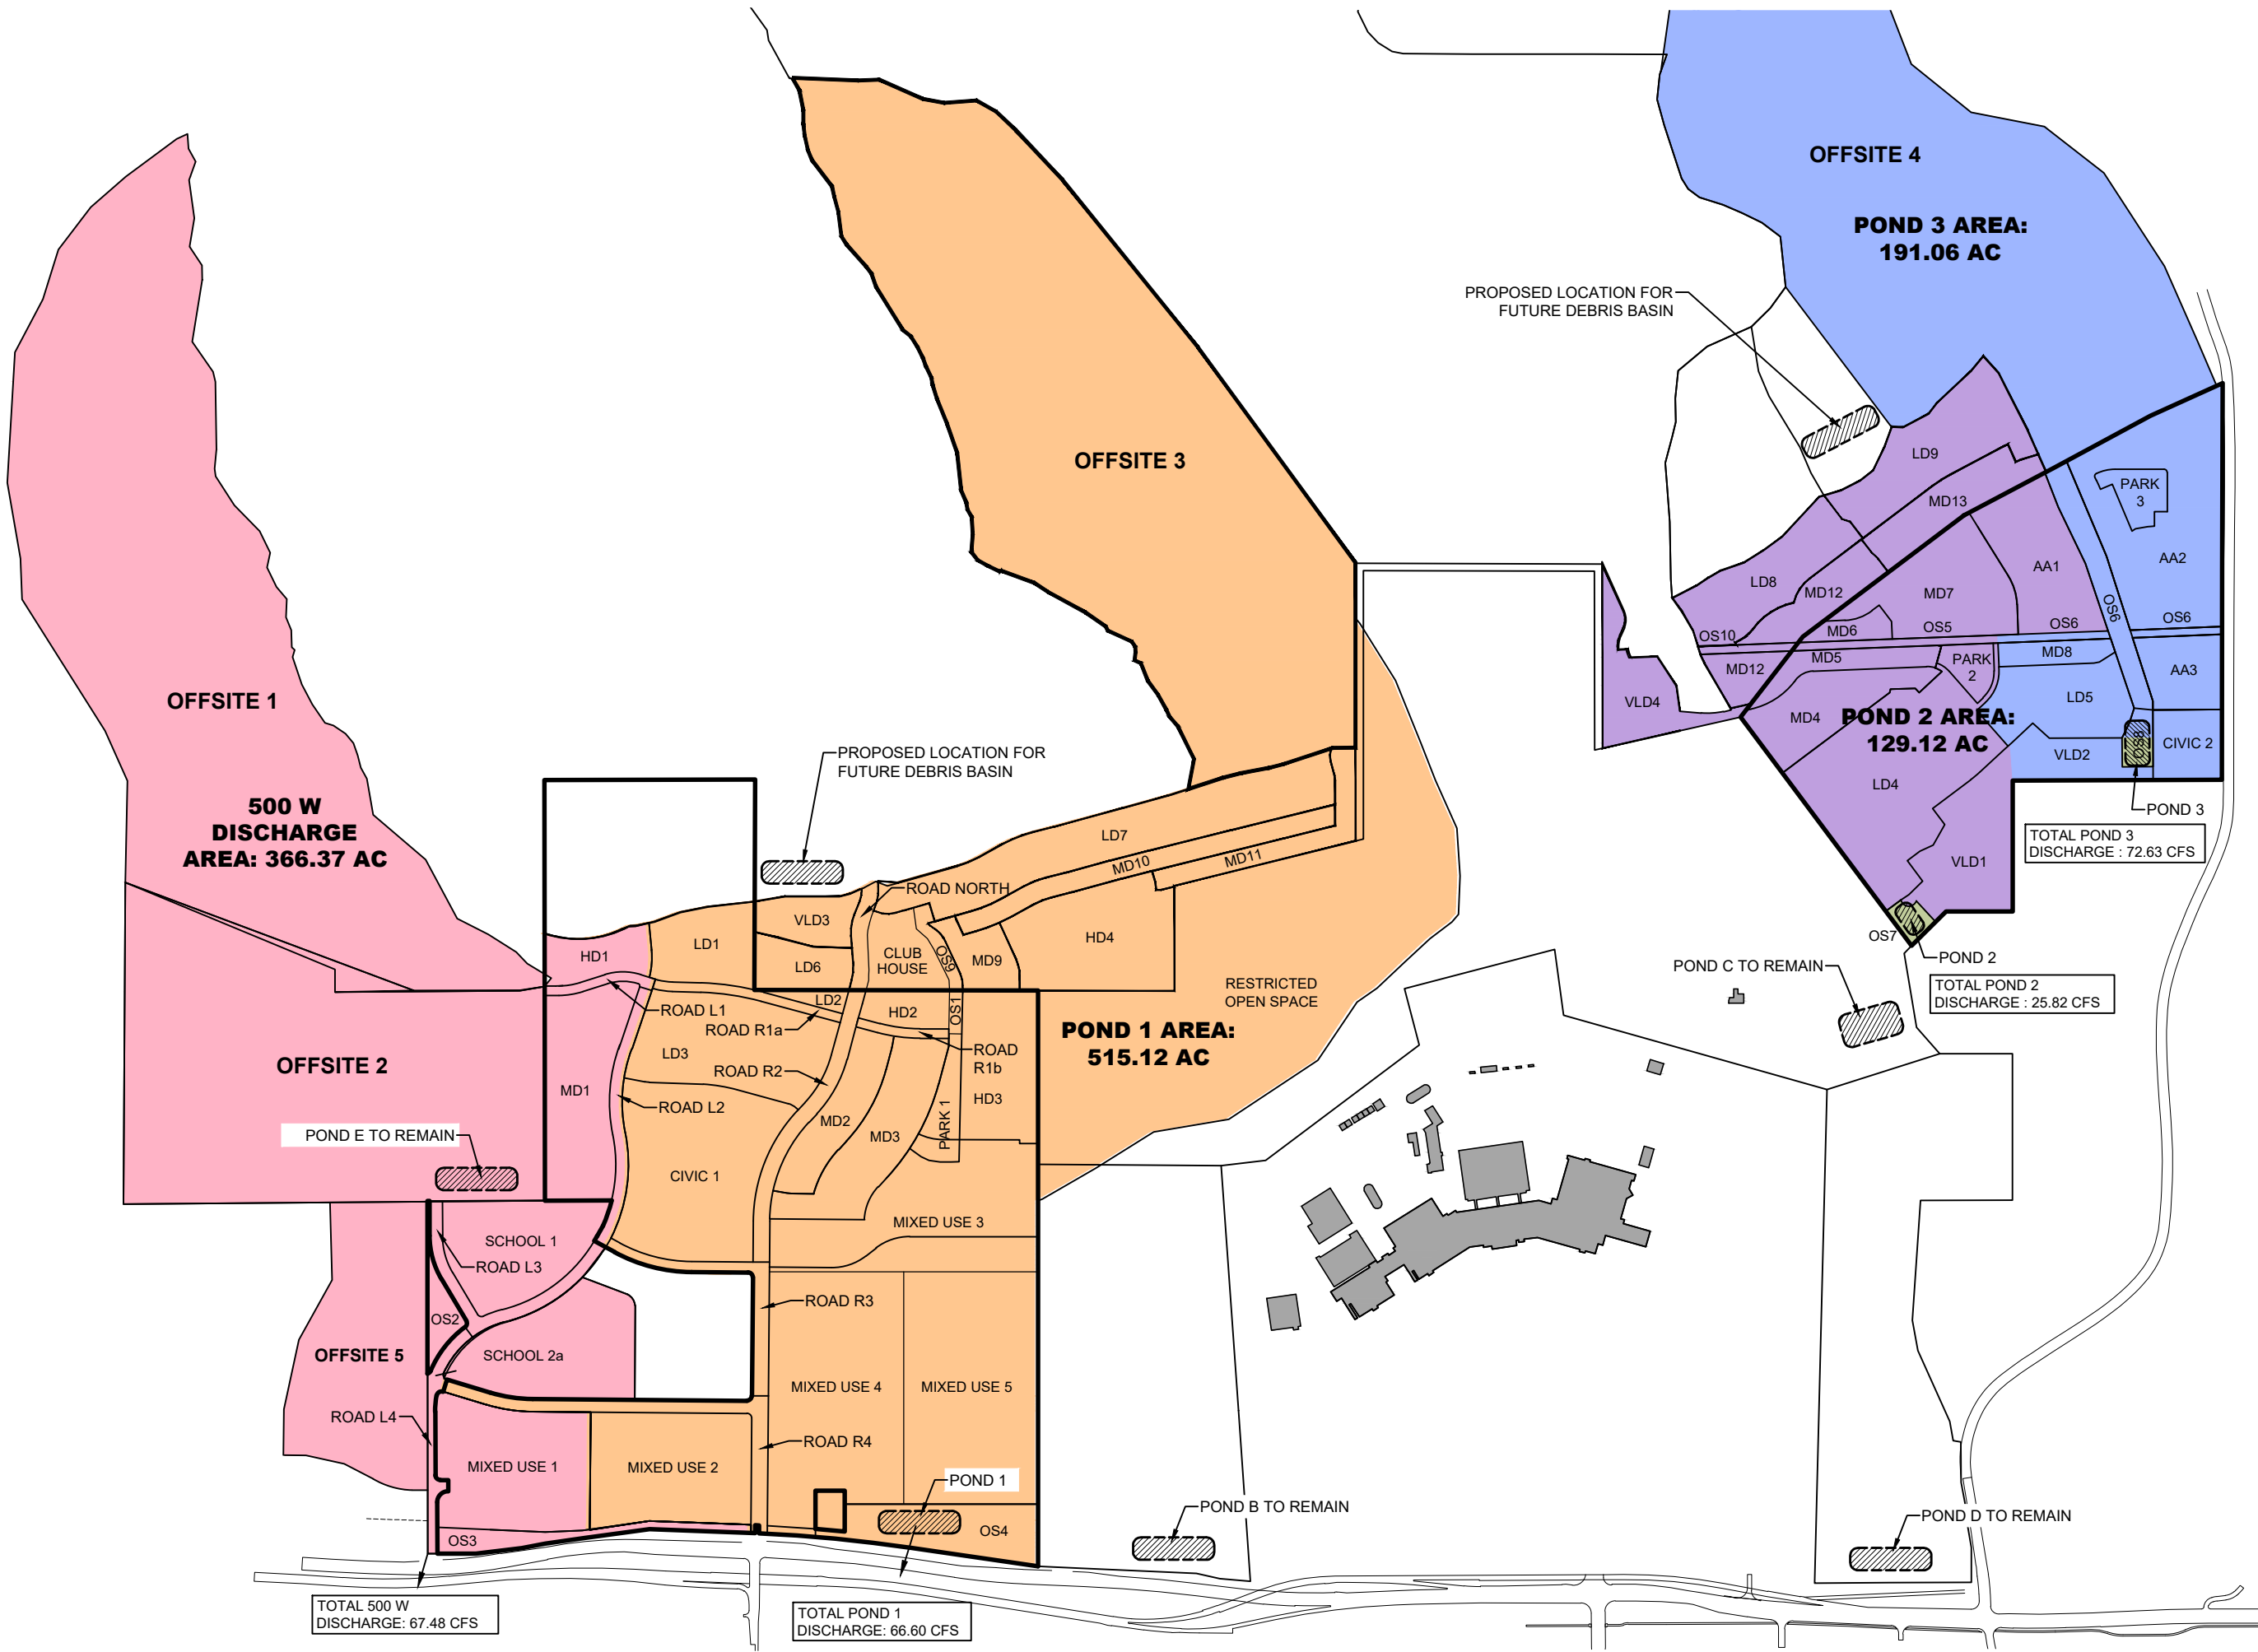 OFFSITE 4
POND 3 AREA:
191.06 AC
PROPOSED LOCATION FOR
FUTURE DEBRIS BASIN
OFFSITE 3
LD9
PARK
3
MD13
AA2
AA1
LD8
MD12
MD7
OS6
OS6
OS6
OS10
MD6
OS5
MD12
MD5
PARK
2
MD8
AA3
VLD4
LD5
MD4
POND 2 AREA:
129.12 AC
OS8
CIVIC 2
VLD2
LD4
POND 3
TOTAL POND 3
DISCHARGE : 72.63 CFS
VLD1
OS7
POND 2
TOTAL POND 2
DISCHARGE : 25.82 CFS
POND C TO REMAIN
OFFSITE 1
500 W
DISCHARGE
AREA: 366.37 AC
PROPOSED LOCATION FOR
FUTURE DEBRIS BASIN
LD7
MD10
MD11
ROAD NORTH
VLD3
LD1
HD1
LD6
CLUB
HOUSE
OS9
MD9
HD4
RESTRICTED
OPEN SPACE
LD2
HD2
OS1
ROAD L1
ROAD R1a
POND 1 AREA:
515.12 AC
LD3
ROAD
R1b
OFFSITE 2
ROAD R2
MD1
ROAD L2
MD2
MD3
PARK 1
HD3
POND E TO REMAIN
CIVIC 1
MIXED USE 3
SCHOOL 1
ROAD L3
ROAD R3
OS2
OFFSITE 5
SCHOOL 2a
MIXED USE 4
MIXED USE 5
ROAD L4
ROAD R4
MIXED USE 1
MIXED USE 2
POND 1
POND B TO REMAIN
POND D TO REMAIN
OS3
OS4
TOTAL 500 W
DISCHARGE: 67.48 CFS
TOTAL POND 1
DISCHARGE: 66.60 CFS